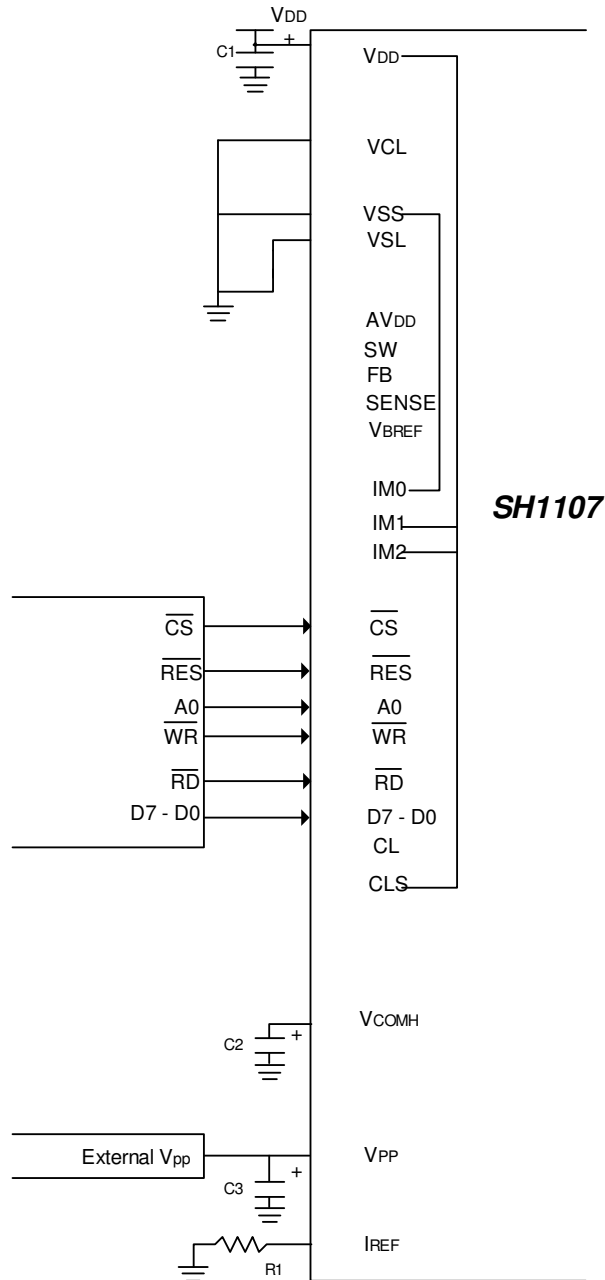 VDD
+
C1
VDD
VCL
VSS
VSL
AVDD
SW
FB
SENSE
VBREF
IM0
IM1
IM2
SH1107
CS CS
RES RES
A0 A0
WR WR
RD RD
D7 - D0 D7 - D0
CL
CLS
VCOMH
C2 +
External Vpp VPP
C3 +
IREF
R1